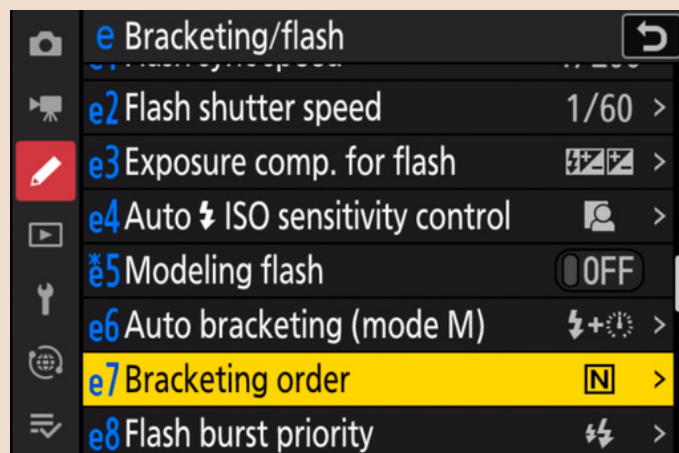 e Bracketing/flash
e2 Flash shutter speed 1/60 >
e3 Exposure comp. for flash >
e4 Auto ISO sensitivity control >
*e5 Modeling flash OFF
e6 Auto bracketing (mode M) + >
e7 Bracketing order N >
e8 Flash burst priority >